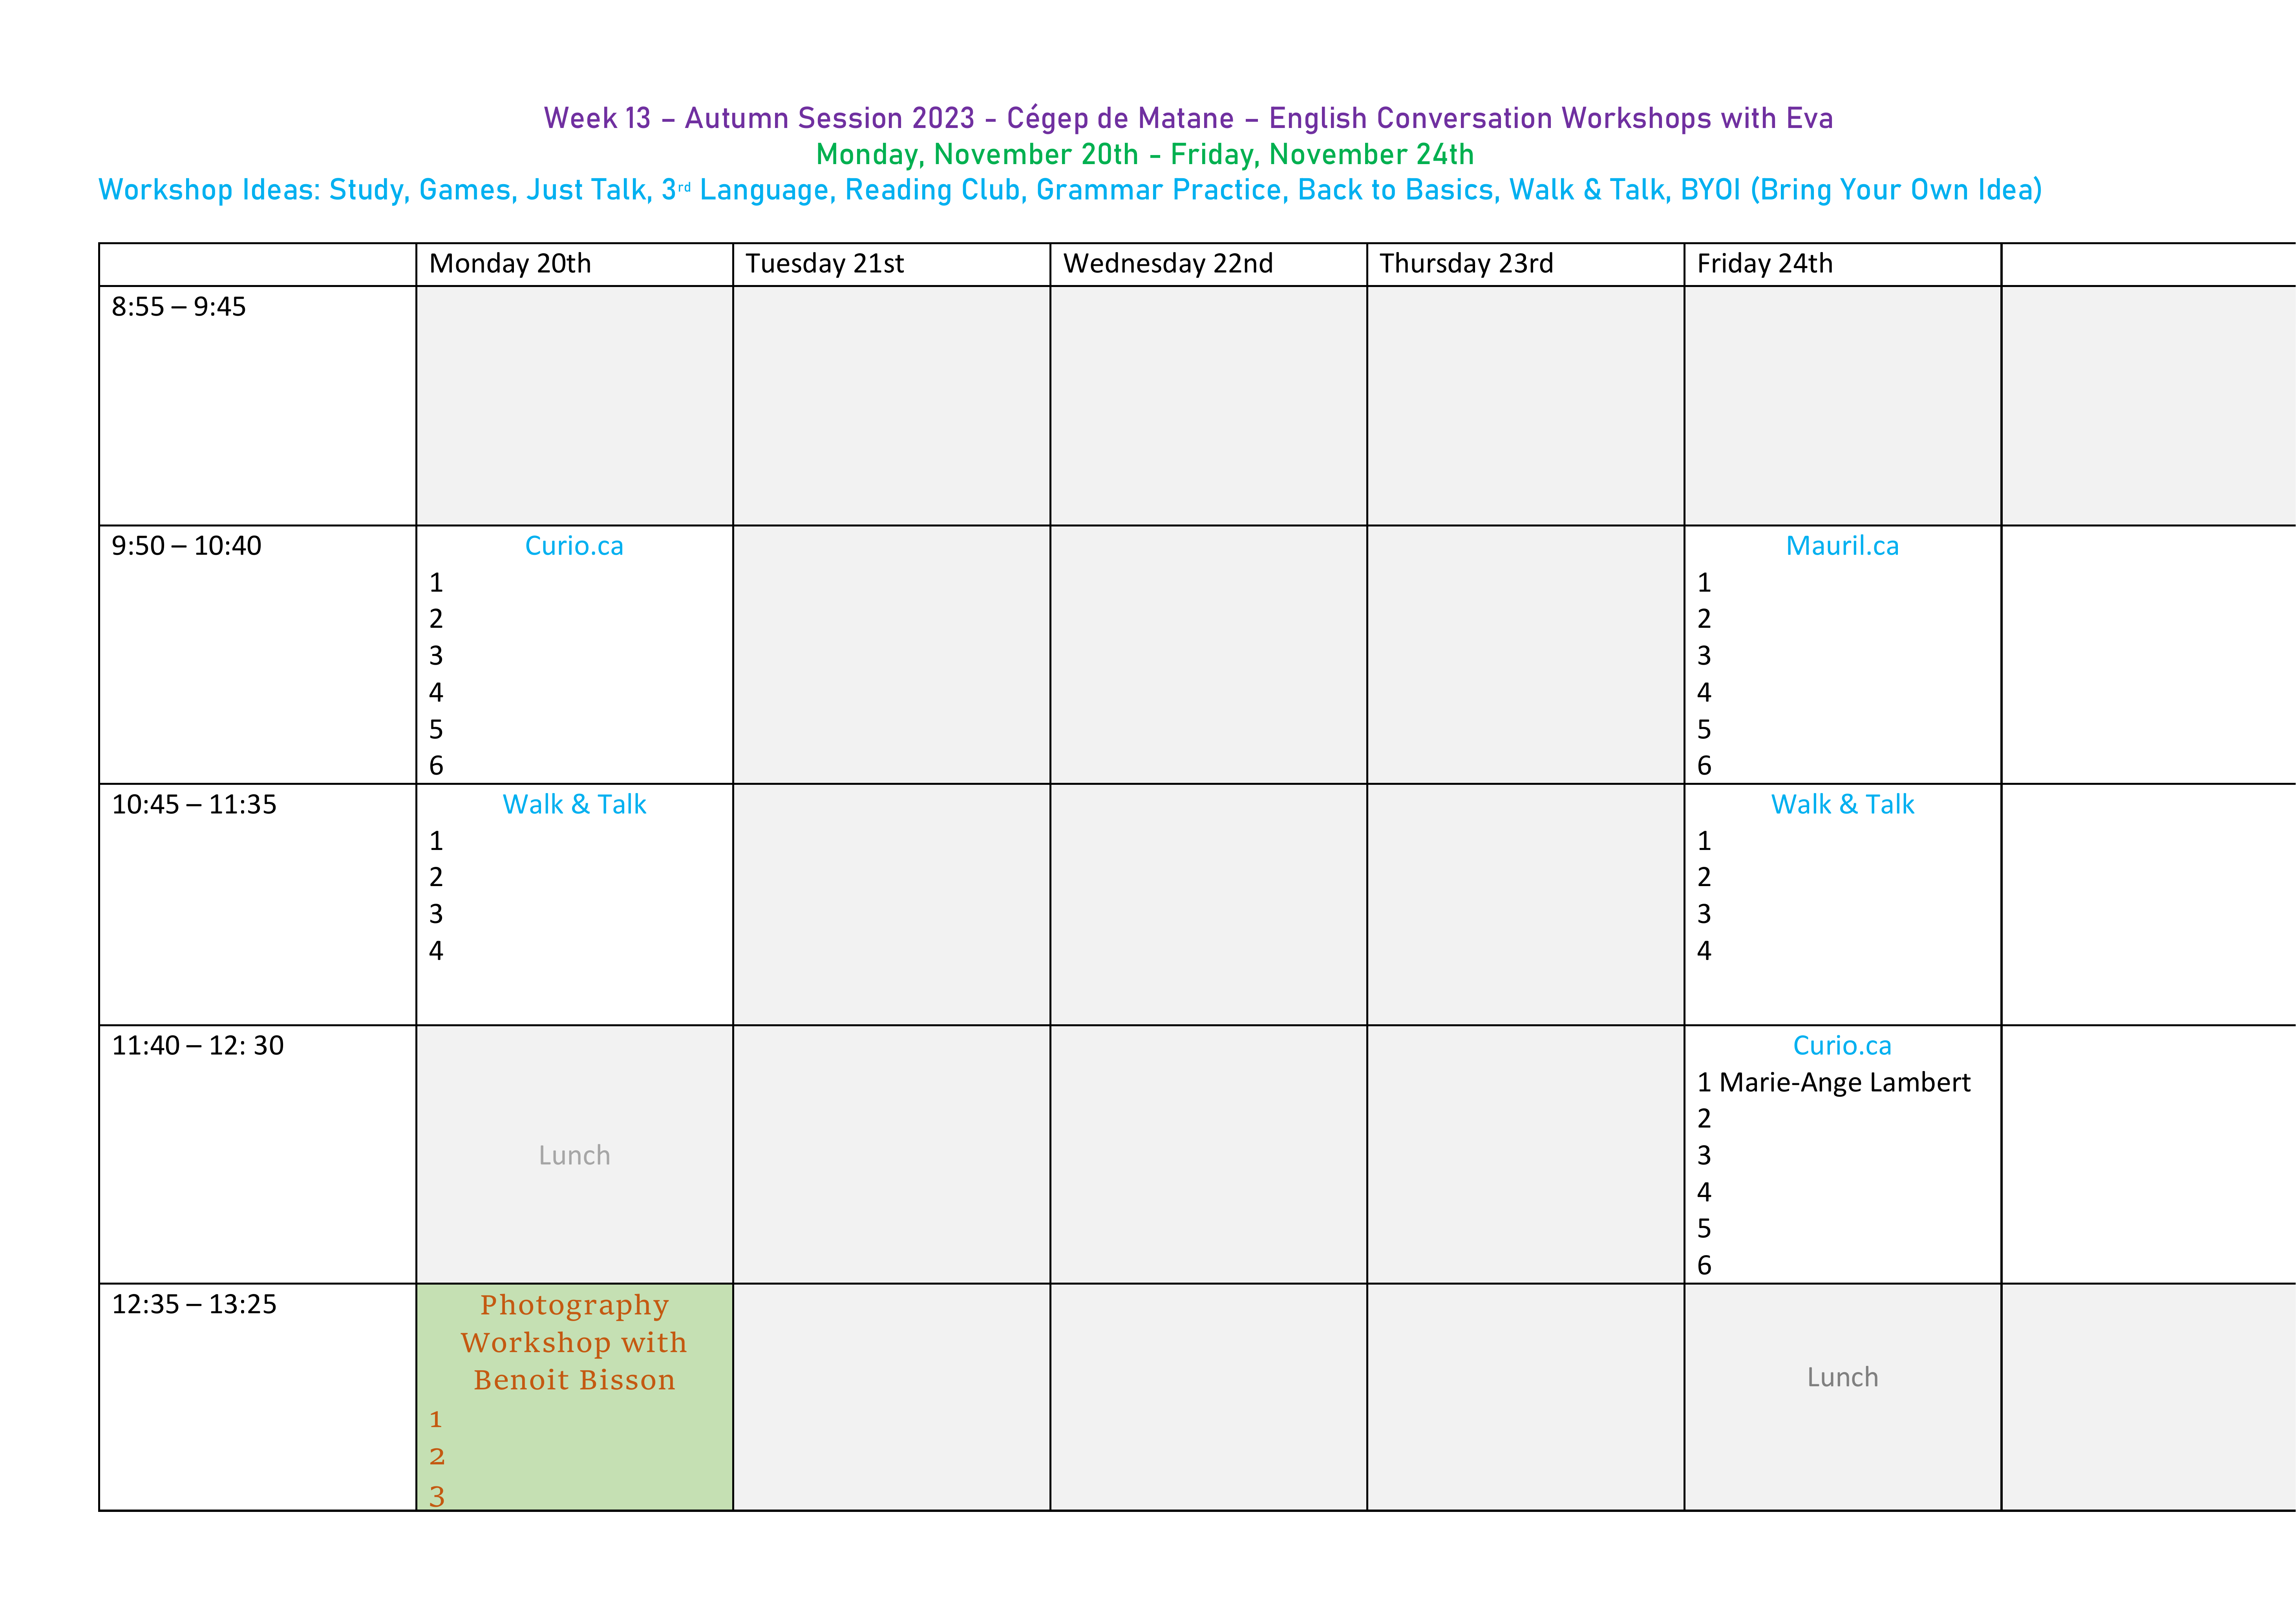 Week 13 – Autumn Session 2023 - Cégep de Matane – English Conversation Workshops with Eva
Monday, November 20th - Friday, November 24th
Workshop Ideas: Study, Games, Just Talk, 3rd Language, Reading Club, Grammar Practice, Back to Basics, Walk & Talk, BYOI (Bring Your Own Idea)
Monday 20th
Tuesday 21st
Wednesday 22nd
Thursday 23rd
Friday 24th
8:55 – 9:45
9:50 – 10:40
Curio.ca
1
2
3
4
5
6
Mauril.ca
1
2
3
4
5
6
10:45 – 11:35
Walk & Talk
1
2
3
4
Walk & Talk
1
2
3
4
11:40 – 12: 30
Lunch
Curio.ca
1 Marie-Ange Lambert
2
3
4
5
6
12:35 – 13:25
Photography
Workshop with
Benoit Bisson
1
2
3
Lunch